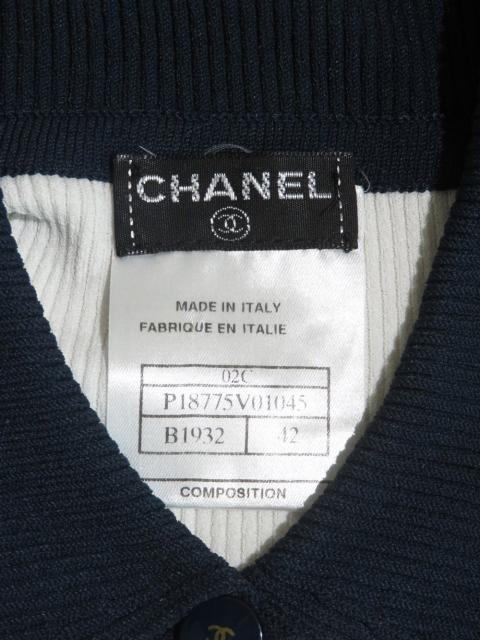 CHANEL
MADE IN ITALY
FABRIQUE EN ITALIE
02C
P18775V01045
B1932 42
COMPOSITION